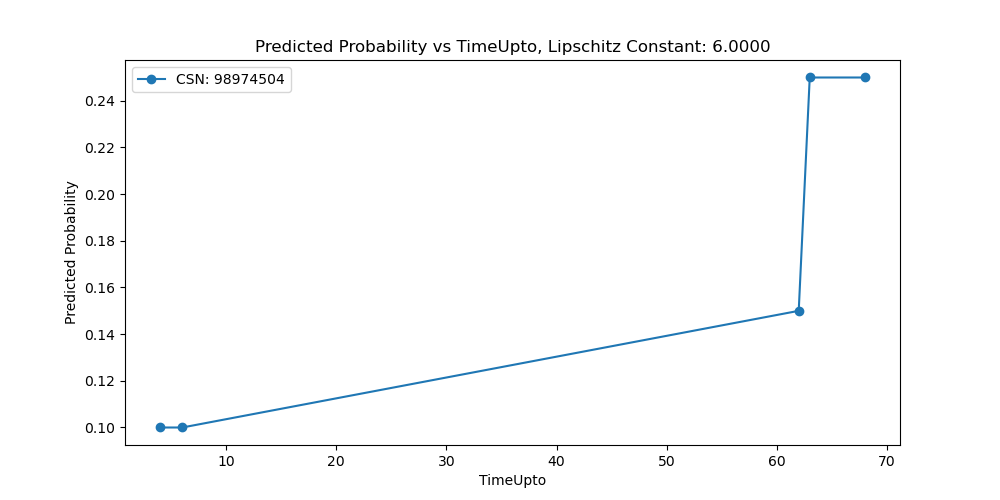 Predicted Probability vs TimeUpto, Lipschitz Constant: 6.0000
CSN: 98974504
Predicted Probability
0.24
0.22
0.20
0.18
0.16
0.14
0.12
0.10
10 20 30 40 50 60 70
TimeUpto